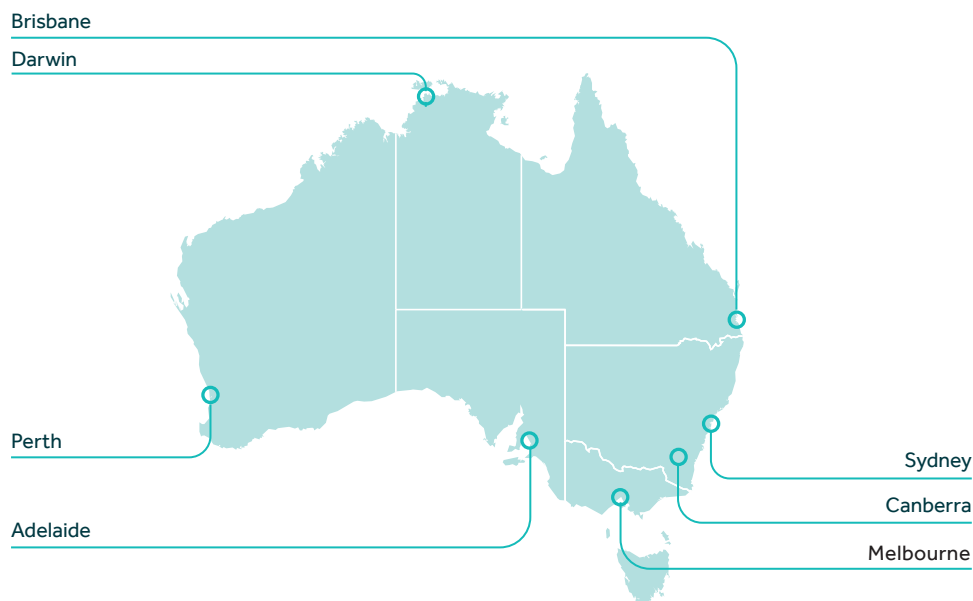 Brisbane
Darwin
Perth
Sydney
Canberra
Adelaide
Melbourne